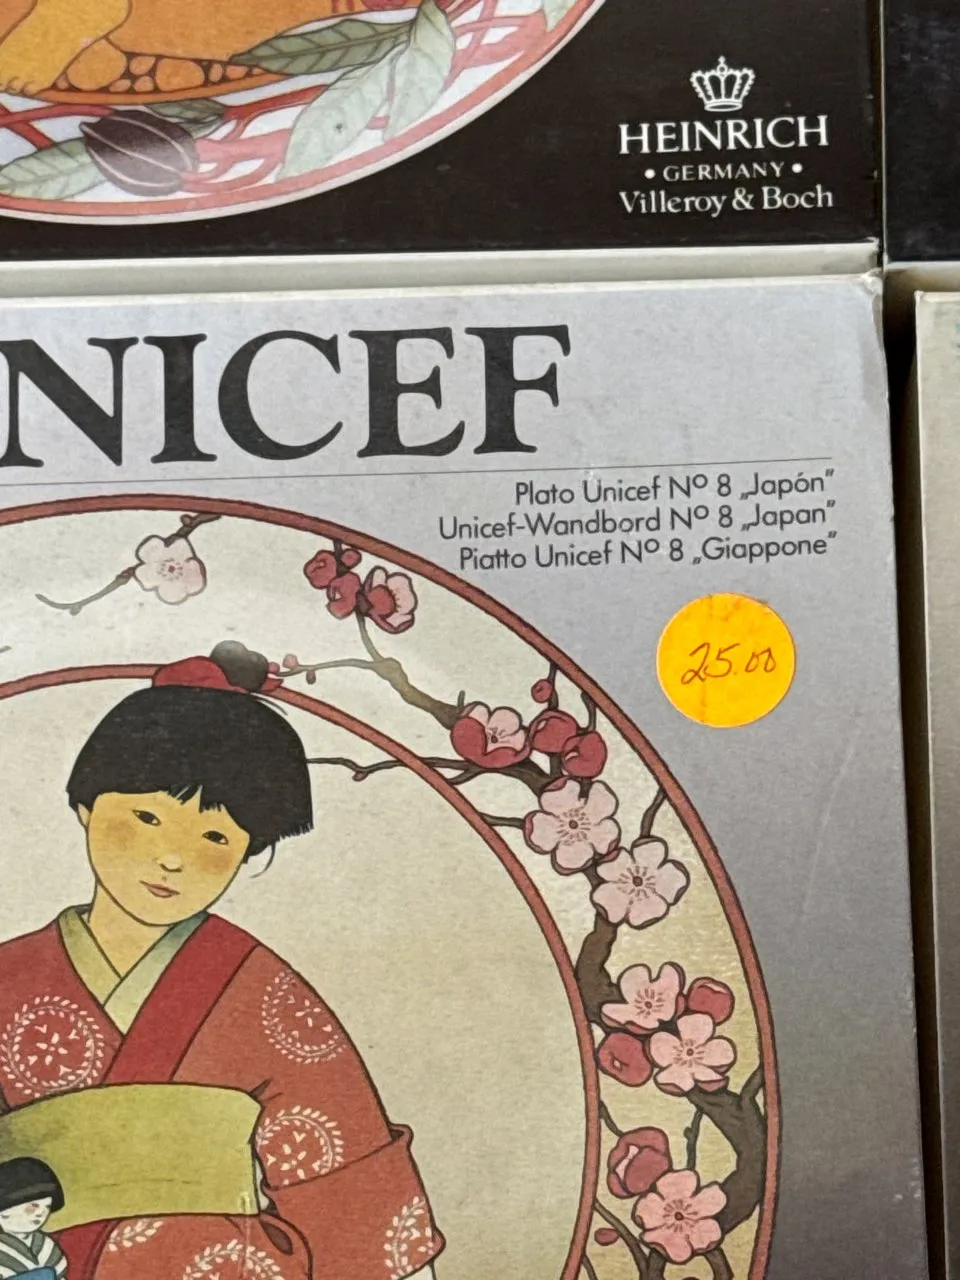 HEINRICH
• GERMANY •
Villeroy & Boch
NICEF
Plato Unicef Nº 8 „Japón”
Unicef-Wandbord Nº 8 „Japan”
Piatto Unicef Nº 8 „Giappone”
25.00